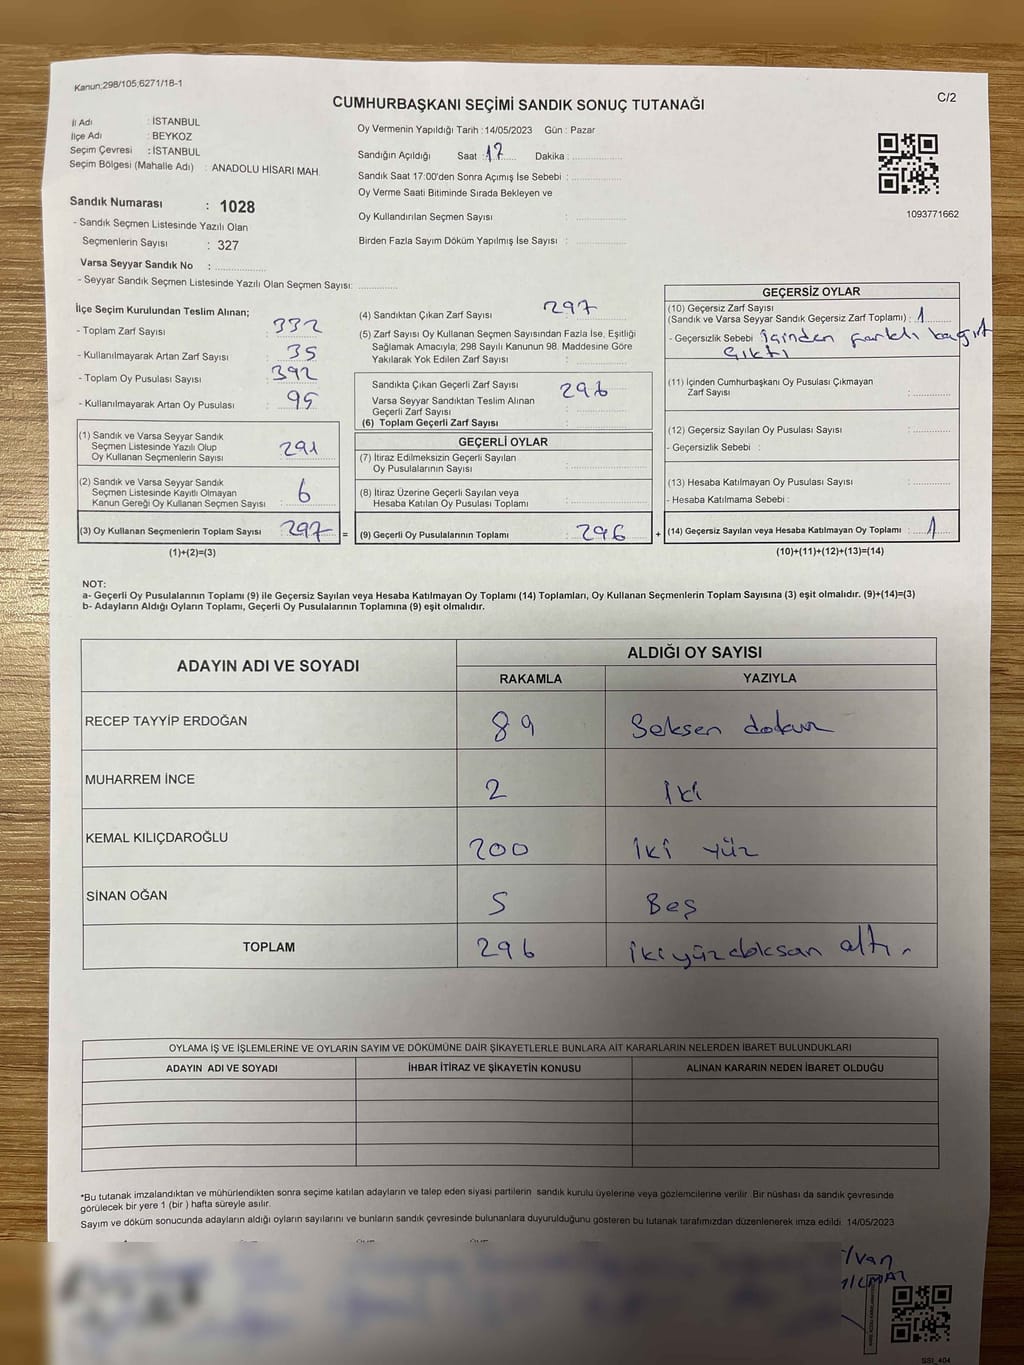 Kanun;298/105;6271/18-1
C/2
CUMHURBAŞKANI SEÇİMİ SANDIK SONUÇ TUTANAĞI
İl Adı : İSTANBUL
İlçe Adı : BEYKOZ
Seçim Çevresi : İSTANBUL
Seçim Bölgesi (Mahalle Adı) : ANADOLU HİSARI MAH.
Sandık Numarası : 1028
- Sandık Seçmen Listesinde Yazılı Olan
Seçmenlerin Sayısı : 327
Varsa Seyyar Sandık No :
- Seyyar Sandık Seçmen Listesinde Yazılı Olan Seçmen Sayısı:
Oy Vermenin Yapıldığı Tarih : 14/05/2023 Gün : Pazar
Sandığın Açıldığı Saat : 17 Dakika :
Sandık Saat 17:00'den Sonra Açımış İse Sebebi :
Oy Verme Saati Bitiminde Sırada Bekleyen ve
Oy Kullandırılan Seçmen Sayısı :
Birden Fazla Sayım Döküm Yapılmış İse Sayısı :
1093771662
İlçe Seçim Kurulundan Teslim Alınan;
- Toplam Zarf Sayısı : 332
- Kullanılmayarak Artan Zarf Sayısı : 35
- Toplam Oy Pusulası Sayısı : 392
- Kullanılmayarak Artan Oy Pusulası : 95
(1) Sandık ve Varsa Seyyar Sandık
Seçmen Listesinde Yazılı Olup
Oy Kullanan Seçmenlerin Sayısı : 291
(2) Sandık ve Varsa Seyyar Sandık
Seçmen Listesinde Kayıtlı Olmayan
Kanun Gereği Oy Kullanan Seçmen Sayısı : 6
(3) Oy Kullanan Seçmenlerin Toplam Sayısı : 297 =
(1)+(2)=(3)
(4) Sandıktan Çıkan Zarf Sayısı : 297
(5) Zarf Sayısı Oy Kullanan Seçmen Sayısından Fazla İse, Eşitliği
Sağlamak Amacıyla; 298 Sayılı Kanunun 98. Maddesine Göre
Yakılarak Yok Edilen Zarf Sayısı :
Sandıkta Çıkan Geçerli Zarf Sayısı : 296
Varsa Seyyar Sandıktan Teslim Alınan
Geçerli Zarf Sayısı :
(6) Toplam Geçerli Zarf Sayısı :
GEÇERLİ OYLAR
(7) İtiraz Edilmeksizin Geçerli Sayılan
Oy Pusulalarının Sayısı :
(8) İtiraz Üzerine Geçerli Sayılan veya
Hesaba Katılan Oy Pusulası Toplamı :
(9) Geçerli Oy Pusulalarının Toplamı : 296 +
GEÇERSİZ OYLAR
(10) Geçersiz Zarf Sayısı
(Sandık ve Varsa Seyyar Sandık Geçersiz Zarf Toplamı) : 1
- Geçersizlik Sebebi : içinden farklı kağıt
çıktı
(11) İçinden Cumhurbaşkanı Oy Pusulası Çıkmayan
Zarf Sayısı :
(12) Geçersiz Sayılan Oy Pusulası Sayısı :
- Geçersizlik Sebebi :
(13) Hesaba Katılmayan Oy Pusulası Sayısı :
- Hesaba Katılmama Sebebi :
(14) Geçersiz Sayılan veya Hesaba Katılmayan Oy Toplamı : 1
(10)+(11)+(12)+(13)=(14)
NOT:
a- Geçerli Oy Pusulalarının Toplamı (9) ile Geçersiz Sayılan veya Hesaba Katılmayan Oy Toplamı (14) Toplamları, Oy Kullanan Seçmenlerin Toplam Sayısına (3) eşit olmalıdır. (9)+(14)=(3)
b- Adayların Aldığı Oyların Toplamı, Geçerli Oy Pusulalarının Toplamına (9) eşit olmalıdır.
ADAYIN ADI VE SOYADI ALDIĞI OY SAYISI
RAKAMLA YAZIYLA
RECEP TAYYİP ERDOĞAN 89 Seksen dokuz
MUHARREM İNCE 2 iki
KEMAL KILIÇDAROĞLU 200 iki yüz
SİNAN OĞAN 5 Beş
TOPLAM 296 ikiyüzdoksan altı
OYLAMA İŞ VE İŞLEMLERİNE VE OYLARIN SAYIM VE DÖKÜMÜNE DAİR ŞİKAYETLERLE BUNLARA AİT KARARLARIN NELERDEN İBARET BULUNDUKLARI
ADAYIN ADI VE SOYADI İHBAR İTİRAZ VE ŞİKAYETİN KONUSU ALINAN KARARIN NEDEN İBARET OLDUĞU
*Bu tutanak imzalandıktan ve mühürlendikten sonra seçime katılan adayların ve talep eden siyasi partilerin sandık kurulu üyelerine veya gözlemcilerine verilir. Bir nüshası da sandık çevresinde
görülecek bir yere 1 (bir ) hafta süreyle asılır.
Sayım ve döküm sonucunda adayların aldığı oyların sayılarını ve bunların sandık çevresinde bulunanlara duyurulduğunu gösteren bu tutanak tarafımızdan düzenlenerek imza edildi. 14/05/2023
SSI_404